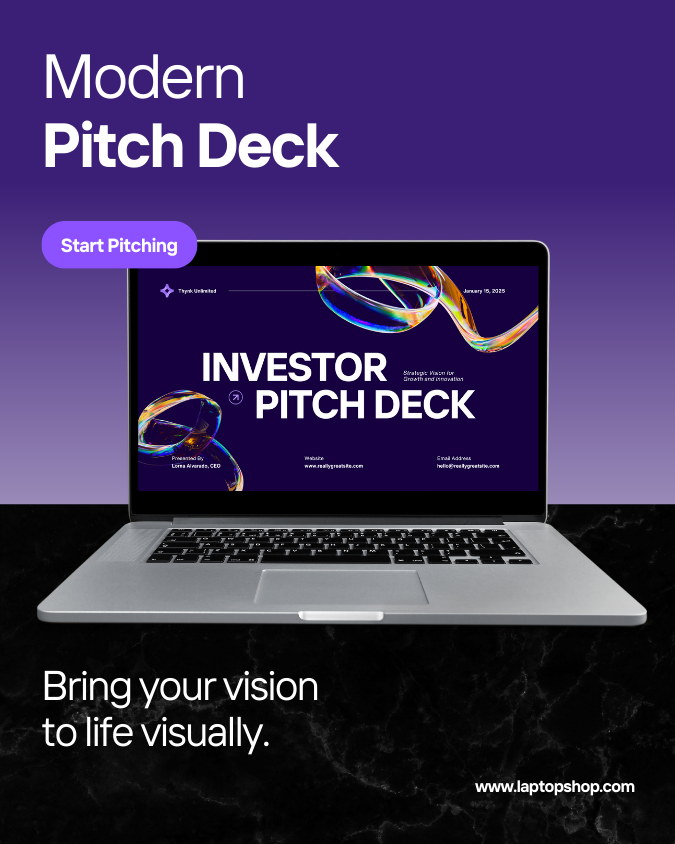 Modern
Pitch Deck
Start Pitching
Thynk Unlimited
January 15, 2025
INVESTOR
Strategic Vision for
Growth and Innovation
PITCH DECK
Presented By
Lorna Alvarado, CEO
Website
www.reallygreatsite.com
Email Address
hello@reallygreatsite.com
Bring your vision
to life visually.
www.laptopshop.com